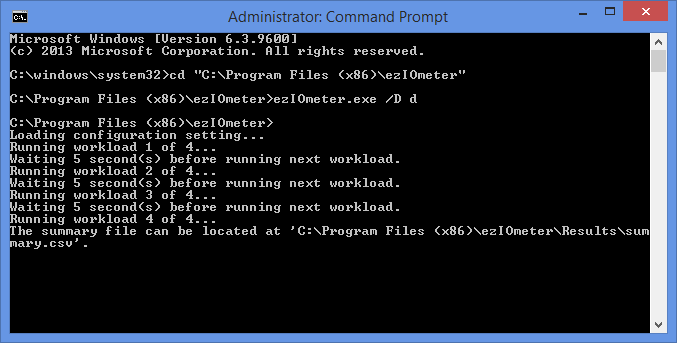 Administrator: Command Prompt
Microsoft Windows [Version 6.3.9600]
(c) 2013 Microsoft Corporation. All rights reserved.
C:\windows\system32>cd "C:\Program Files (x86)\ezIOmeter"
C:\Program Files (x86)\ezIOmeter>ezIOmeter.exe /D d
C:\Program Files (x86)\ezIOmeter>
Loading configuration setting...
Running workload 1 of 4...
Waiting 5 second(s) before running next workload.
Running workload 2 of 4...
Waiting 5 second(s) before running next workload.
Running workload 3 of 4...
Waiting 5 second(s) before running next workload.
Running workload 4 of 4...
The summary file can be located at 'C:\Program Files (x86)\ezIOmeter\Results\sum
mary.csv'.